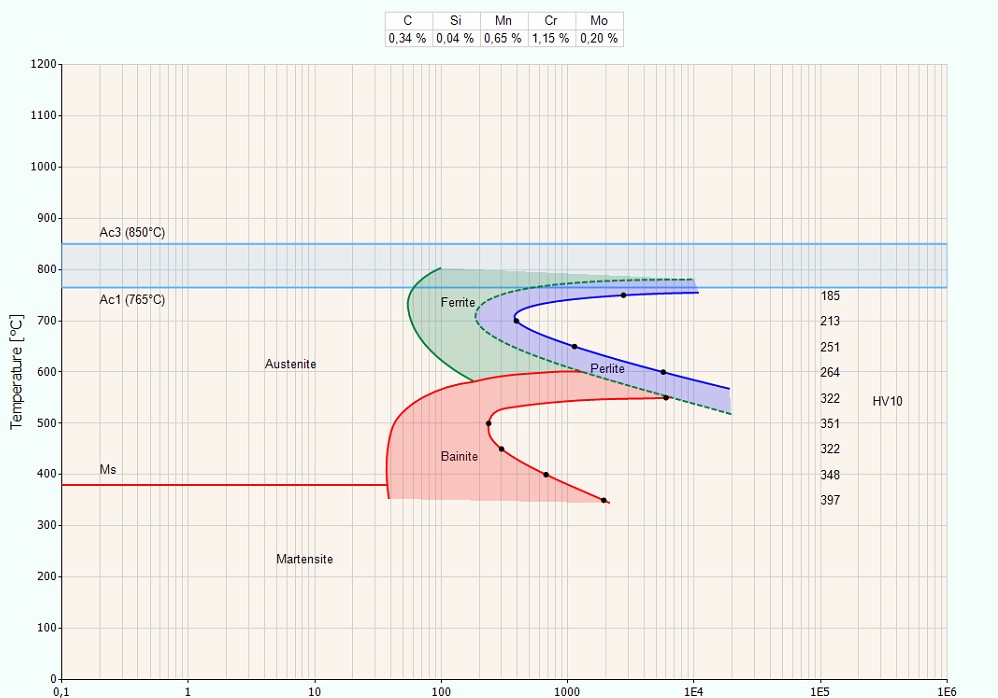 C Si Mn Cr Mo
0,34 % 0,04 % 0,65 % 1,15 % 0,20 %
1200
1100
1000
900
Ac3 (850°C)
800
Ac1 (765°C)
185
Ferrite
700
213
251
Austenite
Perlite
600
264
322
HV10
Temperature [°C]
500
351
Bainite
322
Ms
400
348
397
300
Martensite
200
100
0
0,1 1 10 100 1000 1E4 1E5 1E6